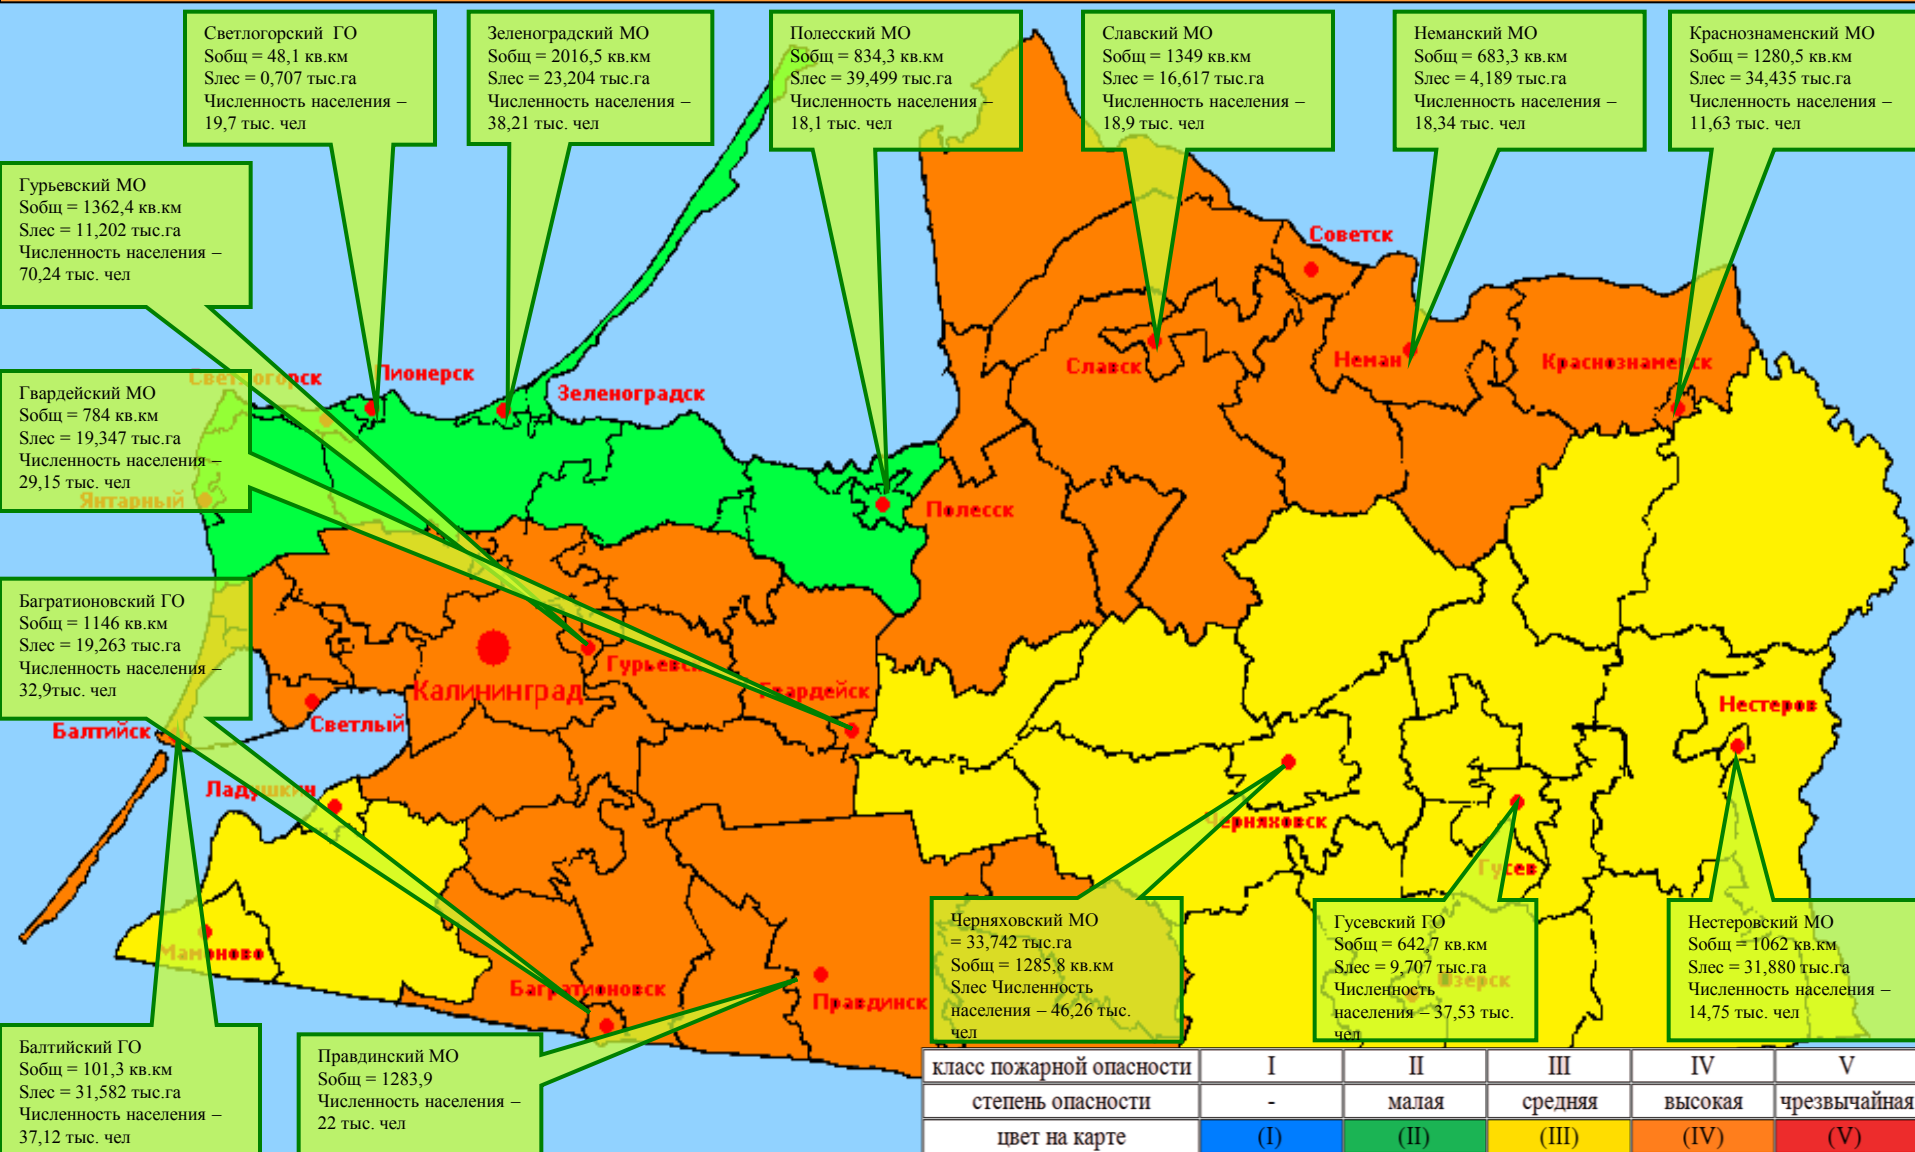 Светлогорский ГО
Sобщ = 48,1 кв.км
Sлес = 0,707 тыс.га
Численность населения –
19,7 тыс. чел
Зеленоградский МО
Sобщ = 2016,5 кв.км
Sлес = 23,204 тыс.га
Численность населения –
38,21 тыс. чел
Полесский МО
Sобщ = 834,3 кв.км
Sлес = 39,499 тыс.га
Численность населения –
18,1 тыс. чел
Славский МО
Sобщ = 1349 кв.км
Sлес = 16,617 тыс.га
Численность населения –
18,9 тыс. чел
Неманский МО
Sобщ = 683,3 кв.км
Sлес = 4,189 тыс.га
Численность населения –
18,34 тыс. чел
Краснознаменский МО
Sобщ = 1280,5 кв.км
Sлес = 34,435 тыс.га
Численность населения –
11,63 тыс. чел
Гурьевский МО
Sобщ = 1362,4 кв.км
Sлес = 11,202 тыс.га
Численность населения –
70,24 тыс. чел
Советск
Славск
Неман
Краснознаменск
Светлогорск
Пионерск
Зеленоградск
Гвардейский МО
Sобщ = 784 кв.км
Sлес = 19,347 тыс.га
Численность населения –
29,15 тыс. чел
Янтарный
Полесск
Багратионовский ГО
Sобщ = 1146 кв.км
Sлес = 19,263 тыс.га
Численность населения –
32,9тыс. чел
Гурьевск
Калининград
Гвардейск
Нестеров
Светлый
Балтийск
Ладушкин
Черняховск
Гусев
Мамоново
Багратионовск
Правдинск
Озерск
Черняховский МО
= 33,742 тыс.га
Sобщ = 1285,8 кв.км
Sлес Численность
населения – 46,26 тыс.
чел
Гусевский ГО
Sобщ = 642,7 кв.км
Sлес = 9,707 тыс.га
Численность
населения – 37,53 тыс.
чел
Нестеровский МО
Sобщ = 1062 кв.км
Sлес = 31,880 тыс.га
Численность населения –
14,75 тыс. чел
Балтийский ГО
Sобщ = 101,3 кв.км
Sлес = 31,582 тыс.га
Численность населения –
37,12 тыс. чел
Правдинский МО
Sобщ = 1283,9
Численность населения –
22 тыс. чел
класс пожарной опасности I II III IV V
степень опасности - малая средняя высокая чрезвычайная
цвет на карте (I) (II) (III) (IV) (V)